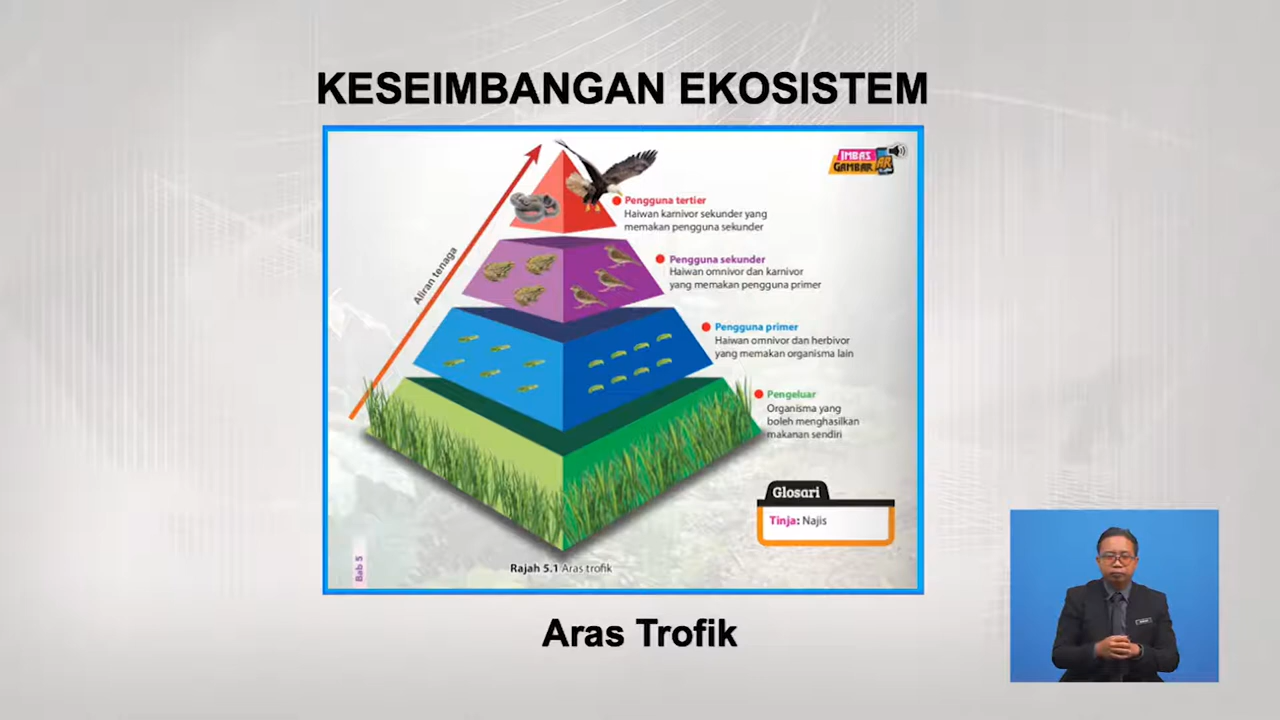 KESEIMBANGAN EKOSISTEM
IMBAS
GAMBAR AR
Aliran tenaga
Pengguna tertier
Haiwan karnivor sekunder yang
memakan pengguna sekunder
Pengguna sekunder
Haiwan omnivor dan karnivor
yang memakan pengguna primer
Pengguna primer
Haiwan omnivor dan herbivor
yang memakan organisma lain
Pengeluar
Organisma yang
boleh menghasilkan
makanan sendiri
Glosari
Tinja: Najis
Bab 5
Rajah 5.1 Aras trofik
Aras Trofik